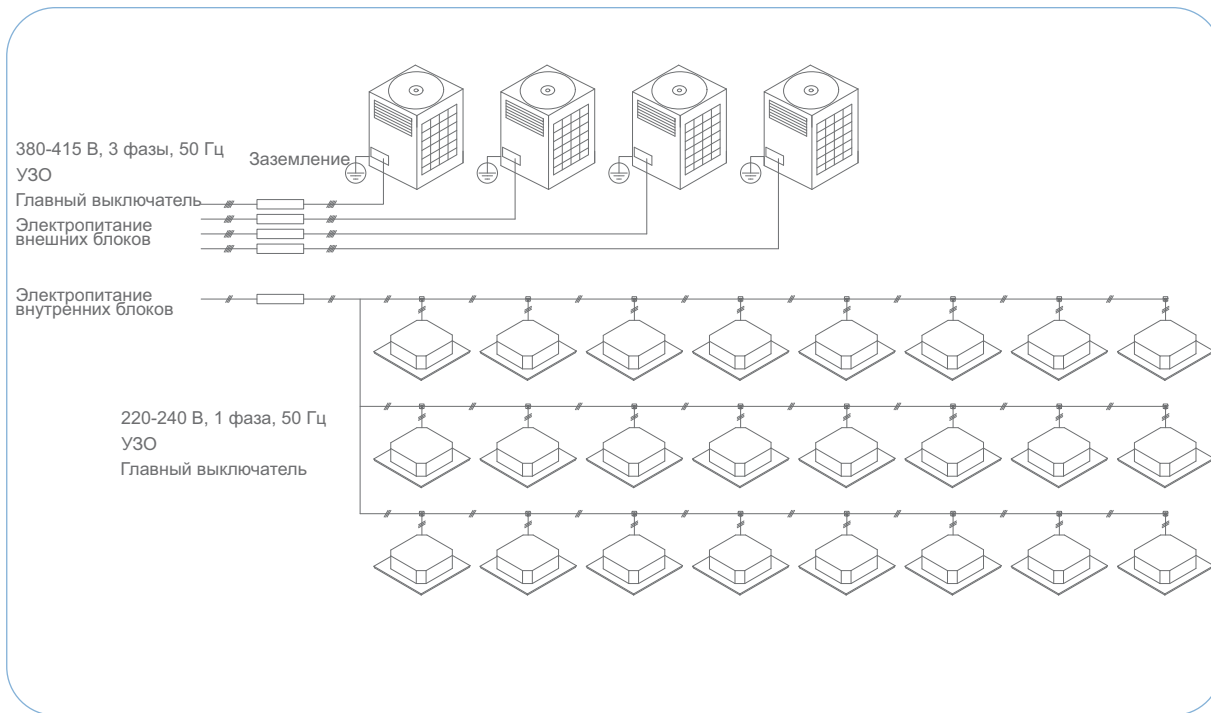 380-415 В, 3 фазы, 50 Гц
Заземление
УЗО
Главный выключатель
Электропитание
внешних блоков
Электропитание
внутренних блоков
220-240 В, 1 фаза, 50 Гц
УЗО
Главный выключатель